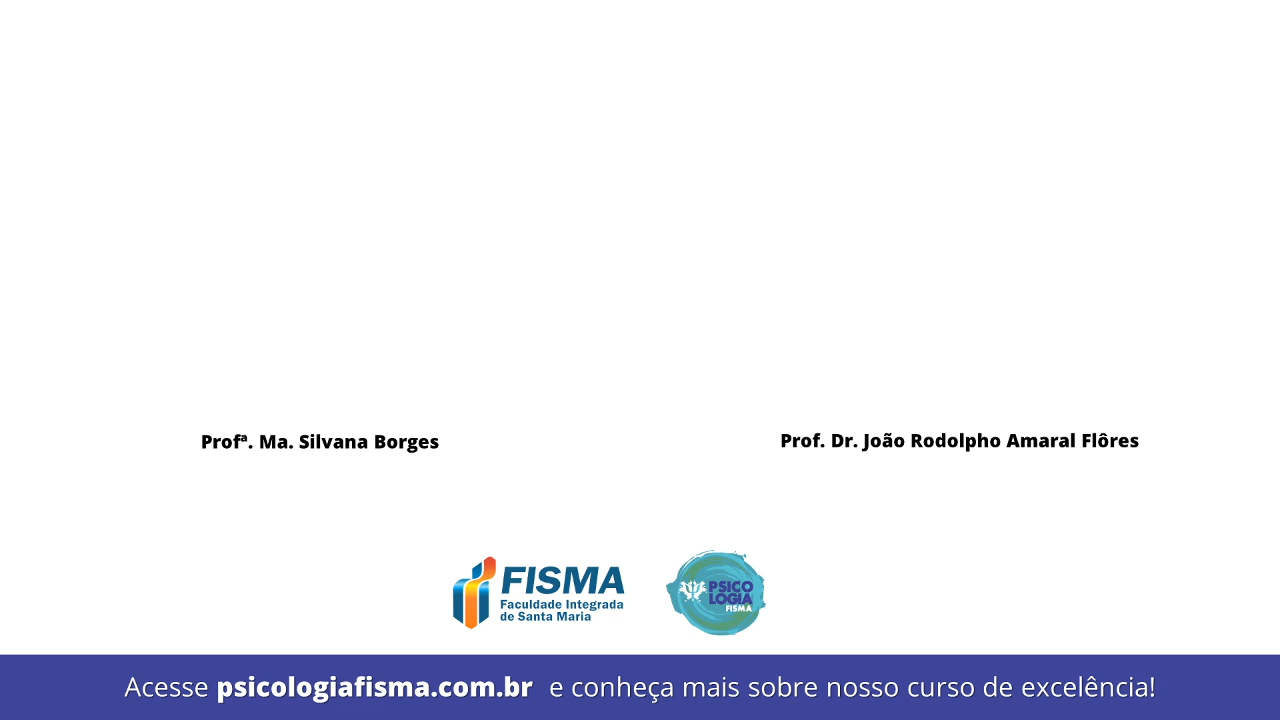 Profª. Ma. Silvana Borges
Prof. Dr. João Rodolpho Amaral Flôres
FISMA
Faculdade Integrada
de Santa Maria
PSICO
LOGIA
FISMA
Acesse psicologiafisma.com.br e conheça mais sobre nosso curso de excelência!